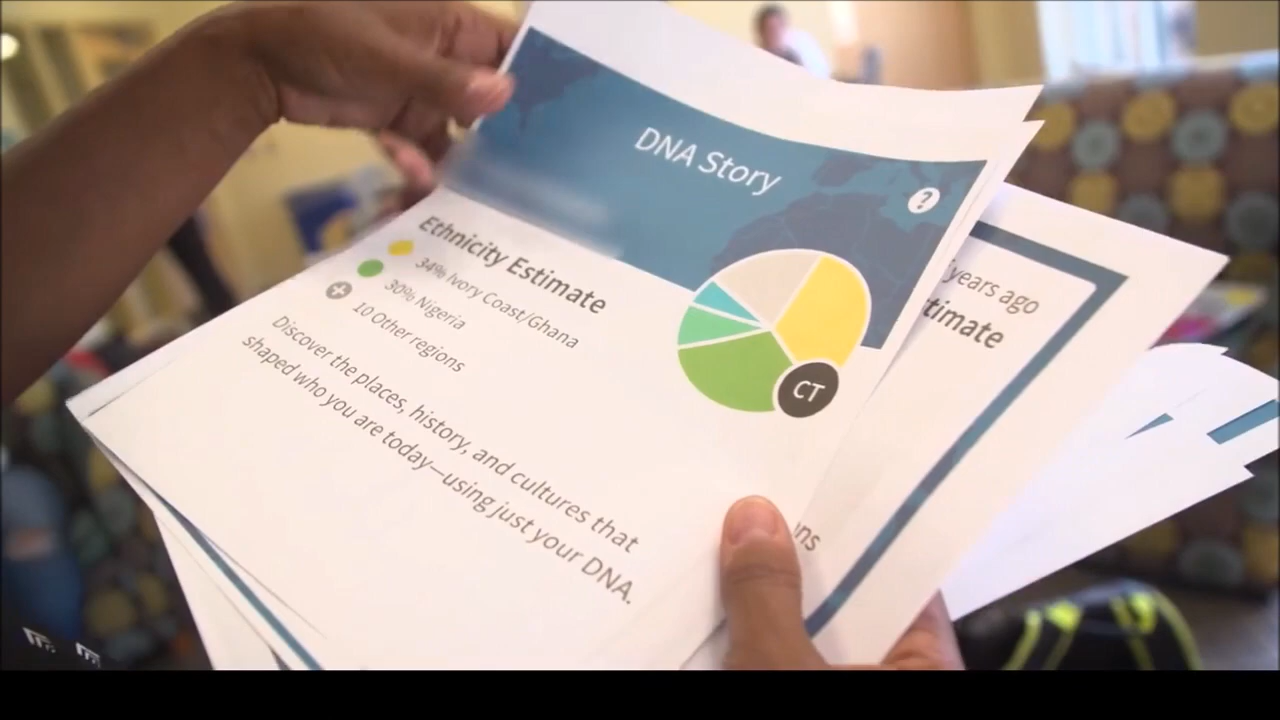 DNA Story
?
Ethnicity Estimate
34% Ivory Coast/Ghana
30% Nigeria
10 Other regions
CT
Discover the places, history, and cultures that
shaped who you are today—using just your DNA.
years ago
timate
ns